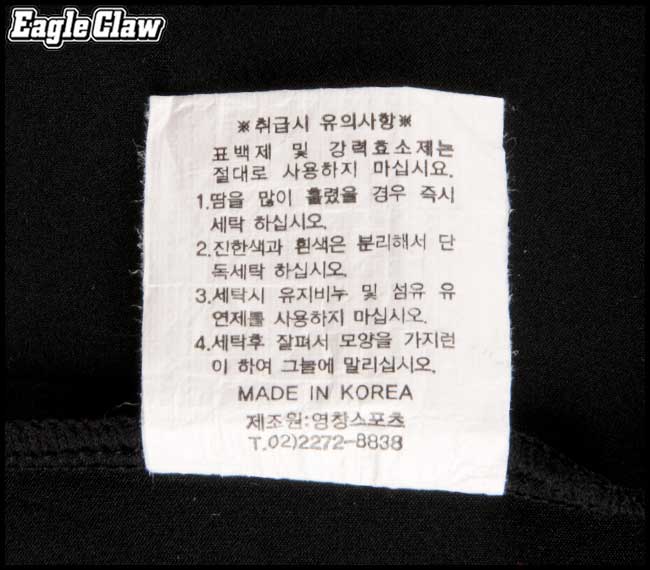 Eagle Claw
※취급시 유의사항※
표백제 및 강력효소제는
절대로 사용하지 마십시요.
1.땀을 많이 흘렸을 경우 즉시
세탁 하십시오.
2.진한색과 흰색은 분리해서 단
독세탁 하십시오.
3.세탁시 유지비누 및 섬유 유
연제를 사용하지 마십시오.
4.세탁후 잘펴서 모양을 가지런
이 하여 그늘에 말리십시오.
MADE IN KOREA
제조원:영창스포츠
T.02)2272-8838